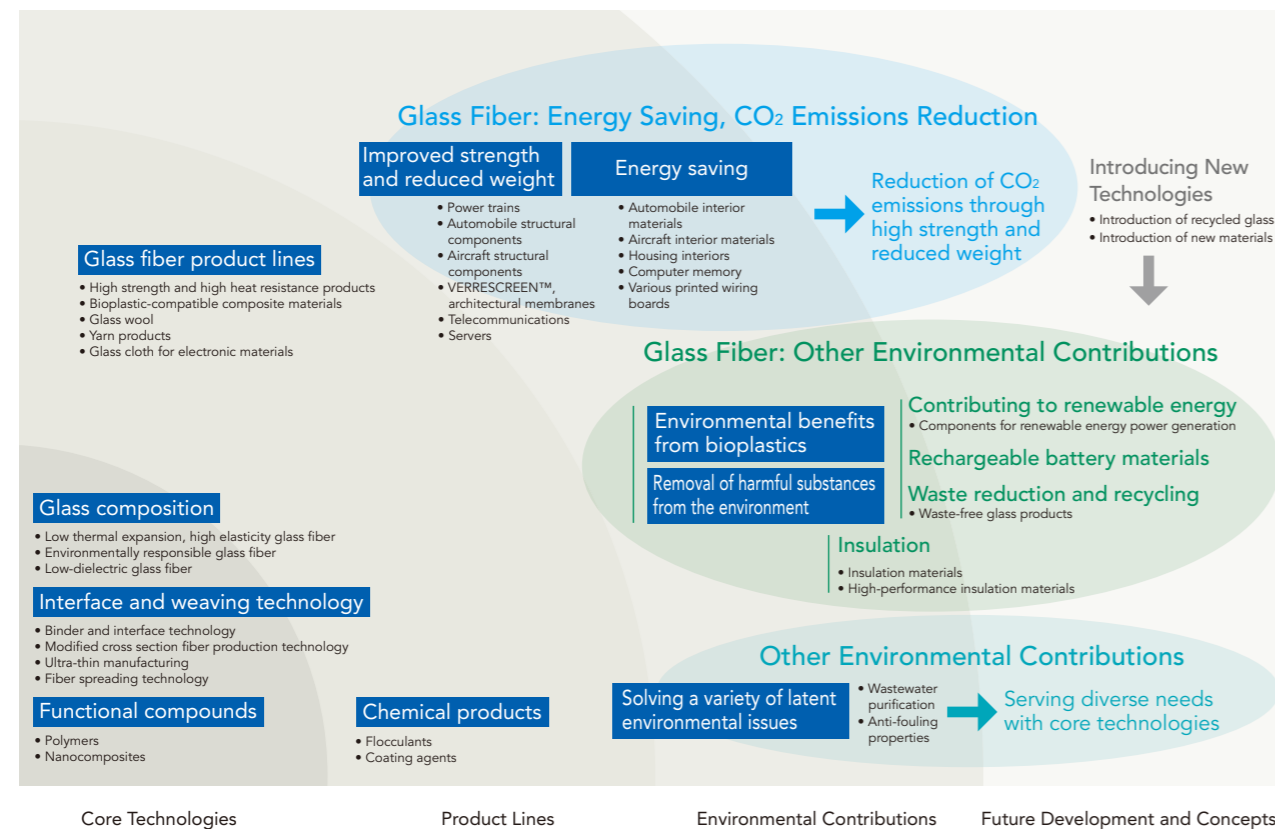 Glass Fiber: Energy Saving, CO2 Emissions Reduction
Improved strength
and reduced weight
• Power trains
• Automobile structural
components
• Aircraft structural
components
• VERRESCREEN™,
architectural membranes
• Telecommunications
• Servers
Energy saving
• Automobile interior
materials
• Aircraft interior materials
• Housing interiors
• Computer memory
• Various printed wiring
boards
Reduction of CO2
emissions through
high strength and
reduced weight
Introducing New
Technologies
• Introduction of recycled glass
• Introduction of new materials
Glass fiber product lines
• High strength and high heat resistance products
• Bioplastic-compatible composite materials
• Glass wool
• Yarn products
• Glass cloth for electronic materials
Glass Fiber: Other Environmental Contributions
Environmental benefits
from bioplastics
Removal of harmful substances
from the environment
Contributing to renewable energy
• Components for renewable energy power generation
Rechargeable battery materials
Waste reduction and recycling
• Waste-free glass products
Insulation
• Insulation materials
• High-performance insulation materials
Glass composition
• Low thermal expansion, high elasticity glass fiber
• Environmentally responsible glass fiber
• Low-dielectric glass fiber
Interface and weaving technology
• Binder and interface technology
• Modified cross section fiber production technology
• Ultra-thin manufacturing
• Fiber spreading technology
Functional compounds
• Polymers
• Nanocomposites
Chemical products
• Flocculants
• Coating agents
Other Environmental Contributions
Solving a variety of latent
environmental issues
• Wastewater
purification
• Anti-fouling
properties
Serving diverse needs
with core technologies
Core Technologies
Product Lines
Environmental Contributions
Future Development and Concepts